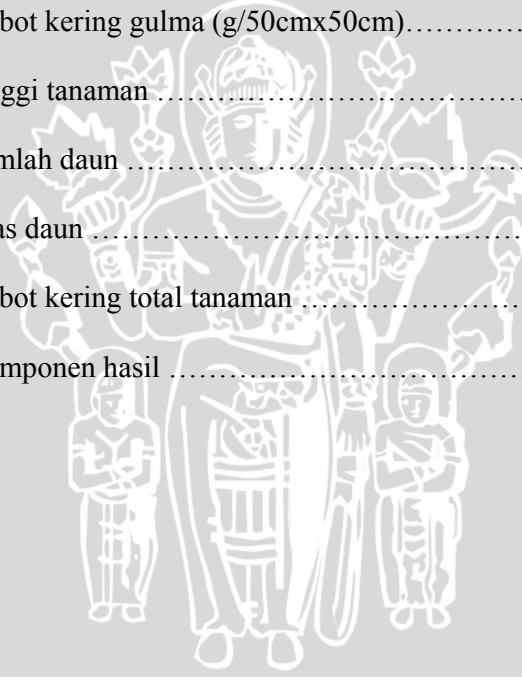 bot kering gulma (g/50cmx50cm)…………
ggi tanaman ……………………………………
mlah daun ………………………………………
as daun ……………………………………………
bot kering total tanaman ……………………
mponen hasil …………………………………